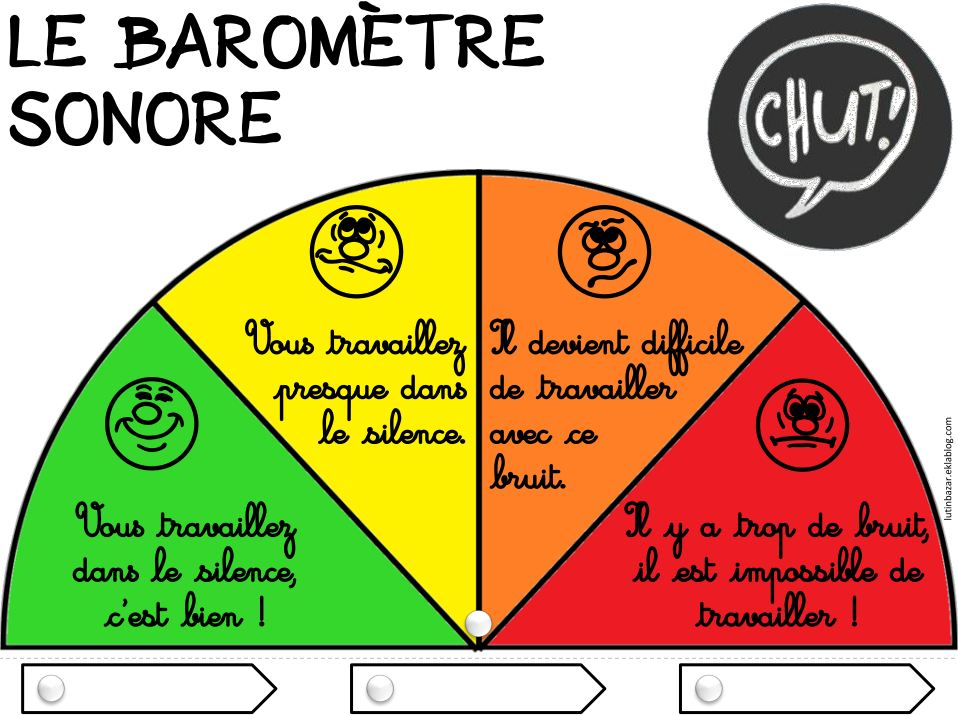 LE BAROMÈTRE
SONORE
CHUT!
Vous travaillez
dans le silence,
c'est bien !
Vous travaillez
presque dans
le silence.
Il devient difficile
de travailler
avec ce
bruit.
Il y a trop de bruit,
il est impossible de
travailler !
lutinbazar.eklablog.com